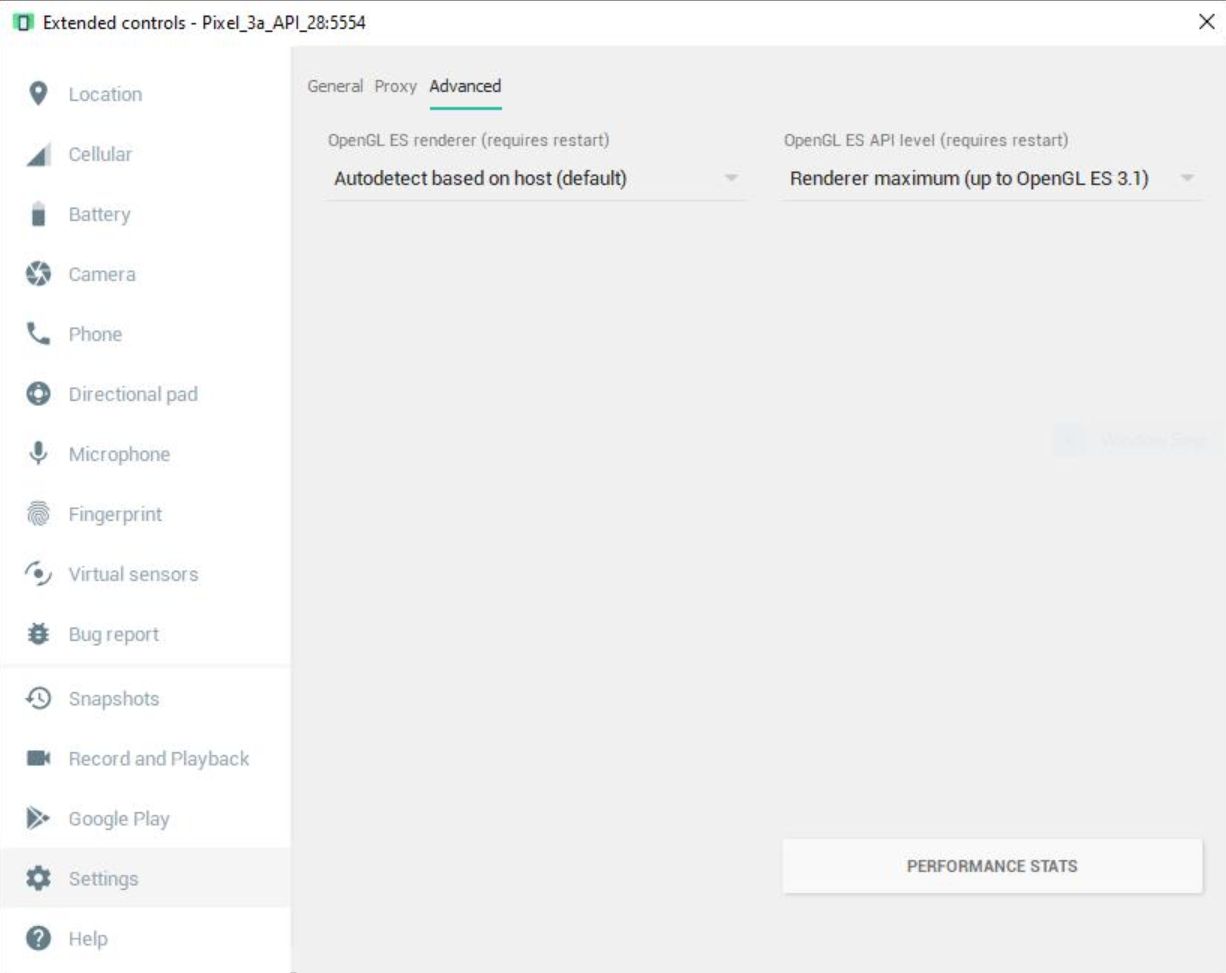 Extended controls - Pixel_3a_API_28:5554
Location
Cellular
Battery
Camera
Phone
Directional pad
Microphone
Fingerprint
Virtual sensors
Bug report
Snapshots
Record and Playback
Google Play
Settings
Help
General Proxy Advanced
OpenGL ES renderer (requires restart)
Autodetect based on host (default)
OpenGL ES API level (requires restart)
Renderer maximum (up to OpenGL ES 3.1)
PERFORMANCE STATS